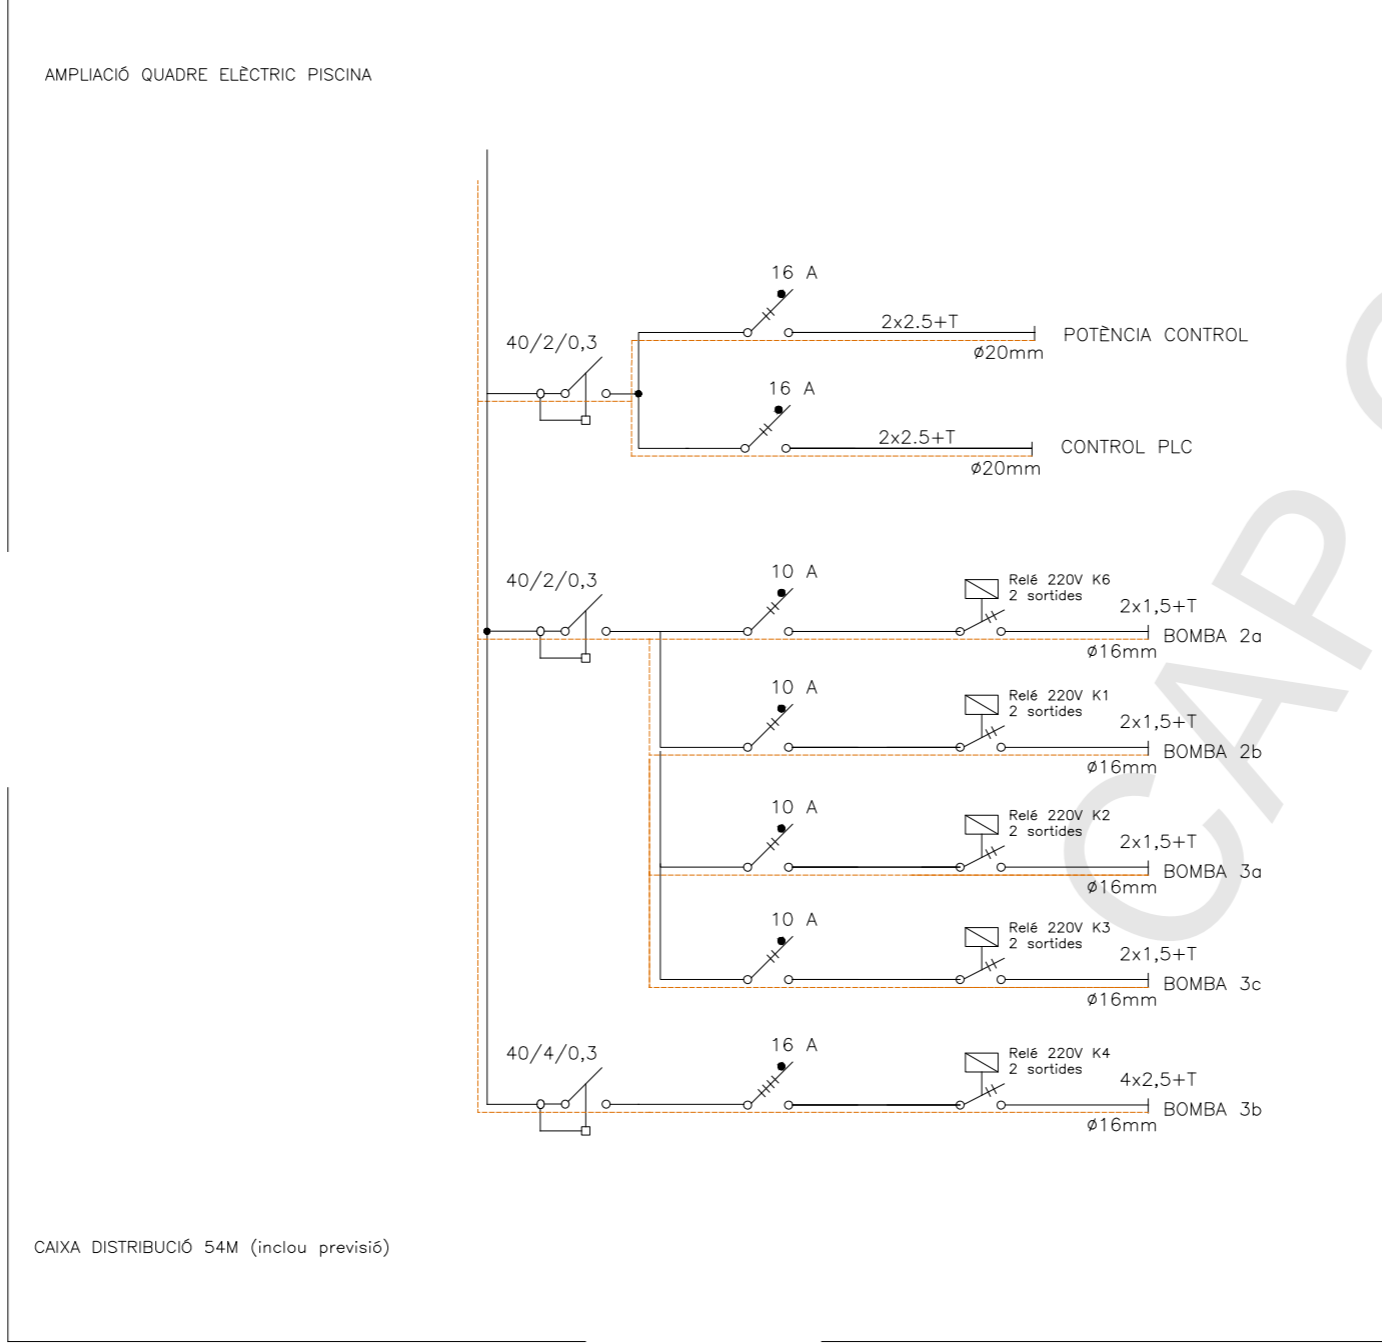 AMPLIACIÓ QUADRE ELÈCTRIC PISCINA
16 A
40/2/0,3
2x2.5+T
POTÈNCIA CONTROL
ø20mm
16 A
2x2.5+T
CONTROL PLC
ø20mm
40/2/0,3
10 A
Relé 220V K6
2 sortides
2x1,5+T
BOMBA 2a
ø16mm
10 A
Relé 220V K1
2 sortides
2x1,5+T
BOMBA 2b
ø16mm
10 A
Relé 220V K2
2 sortides
2x1,5+T
BOMBA 3a
ø16mm
10 A
Relé 220V K3
2 sortides
2x1,5+T
BOMBA 3c
ø16mm
40/4/0,3
16 A
Relé 220V K4
2 sortides
4x2,5+T
BOMBA 3b
ø16mm
CAIXA DISTRIBUCIÓ 54M (inclou previsió)
CAP